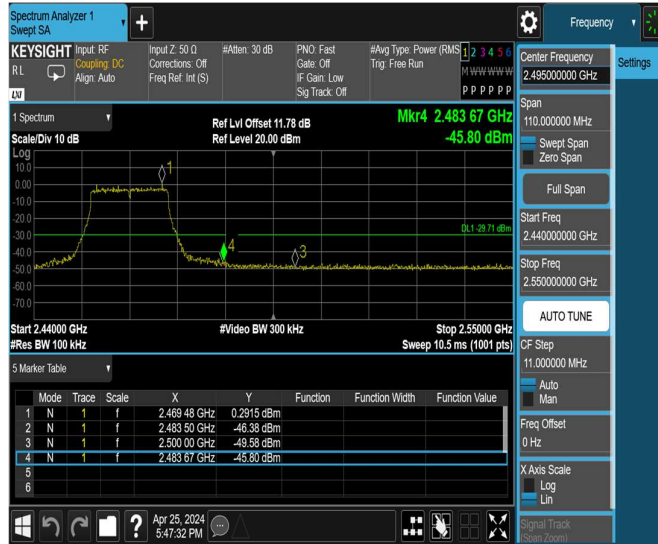 Spectrum Analyzer 1
Swept SA
+
Frequency
KEYSIGHT
RL
LXI
Input: RF
Coupling: DC
Align: Auto
Input Z: 50 Ω
Corrections: Off
Freq Ref: Int (S)
#Atten: 30 dB
PNO: Fast
Gate: Off
IF Gain: Low
Sig Track: Off
#Avg Type: Power (RMS
Trig: Free Run
1 2 3 4 5 6
M W W W W W
P P P P P P
Center Frequency
2.495000000 GHz
Settings
Span
110.000000 MHz
Swept Span
Zero Span
Full Span
Start Freq
2.440000000 GHz
Stop Freq
2.550000000 GHz
AUTO TUNE
CF Step
11.000000 MHz
Auto
Man
Freq Offset
0 Hz
X Axis Scale
Log
Lin
Signal Track
(Span Zoom)
1 Spectrum
Scale/Div 10 dB
Ref Lvl Offset 11.78 dB
Ref Level 20.00 dBm
Mkr4 2.483 67 GHz
-45.80 dBm
Log
10.0
0.00
-10.0
-20.0
-30.0
-40.0
-50.0
-60.0
-70.0
1
4
3
DL1 -29.71 dBm
Start 2.44000 GHz
#Res BW 100 kHz
#Video BW 300 kHz
Stop 2.55000 GHz
Sweep 10.5 ms (1001 pts)
5 Marker Table
Mode Trace Scale X Y Function Function Width Function Value
1 N 1 f 2.469 48 GHz 0.2915 dBm
2 N 1 f 2.483 50 GHz -46.38 dBm
3 N 1 f 2.500 00 GHz -49.58 dBm
4 N 1 f 2.483 67 GHz -45.80 dBm
5
6
?
Apr 25, 2024
5:47:32 PM